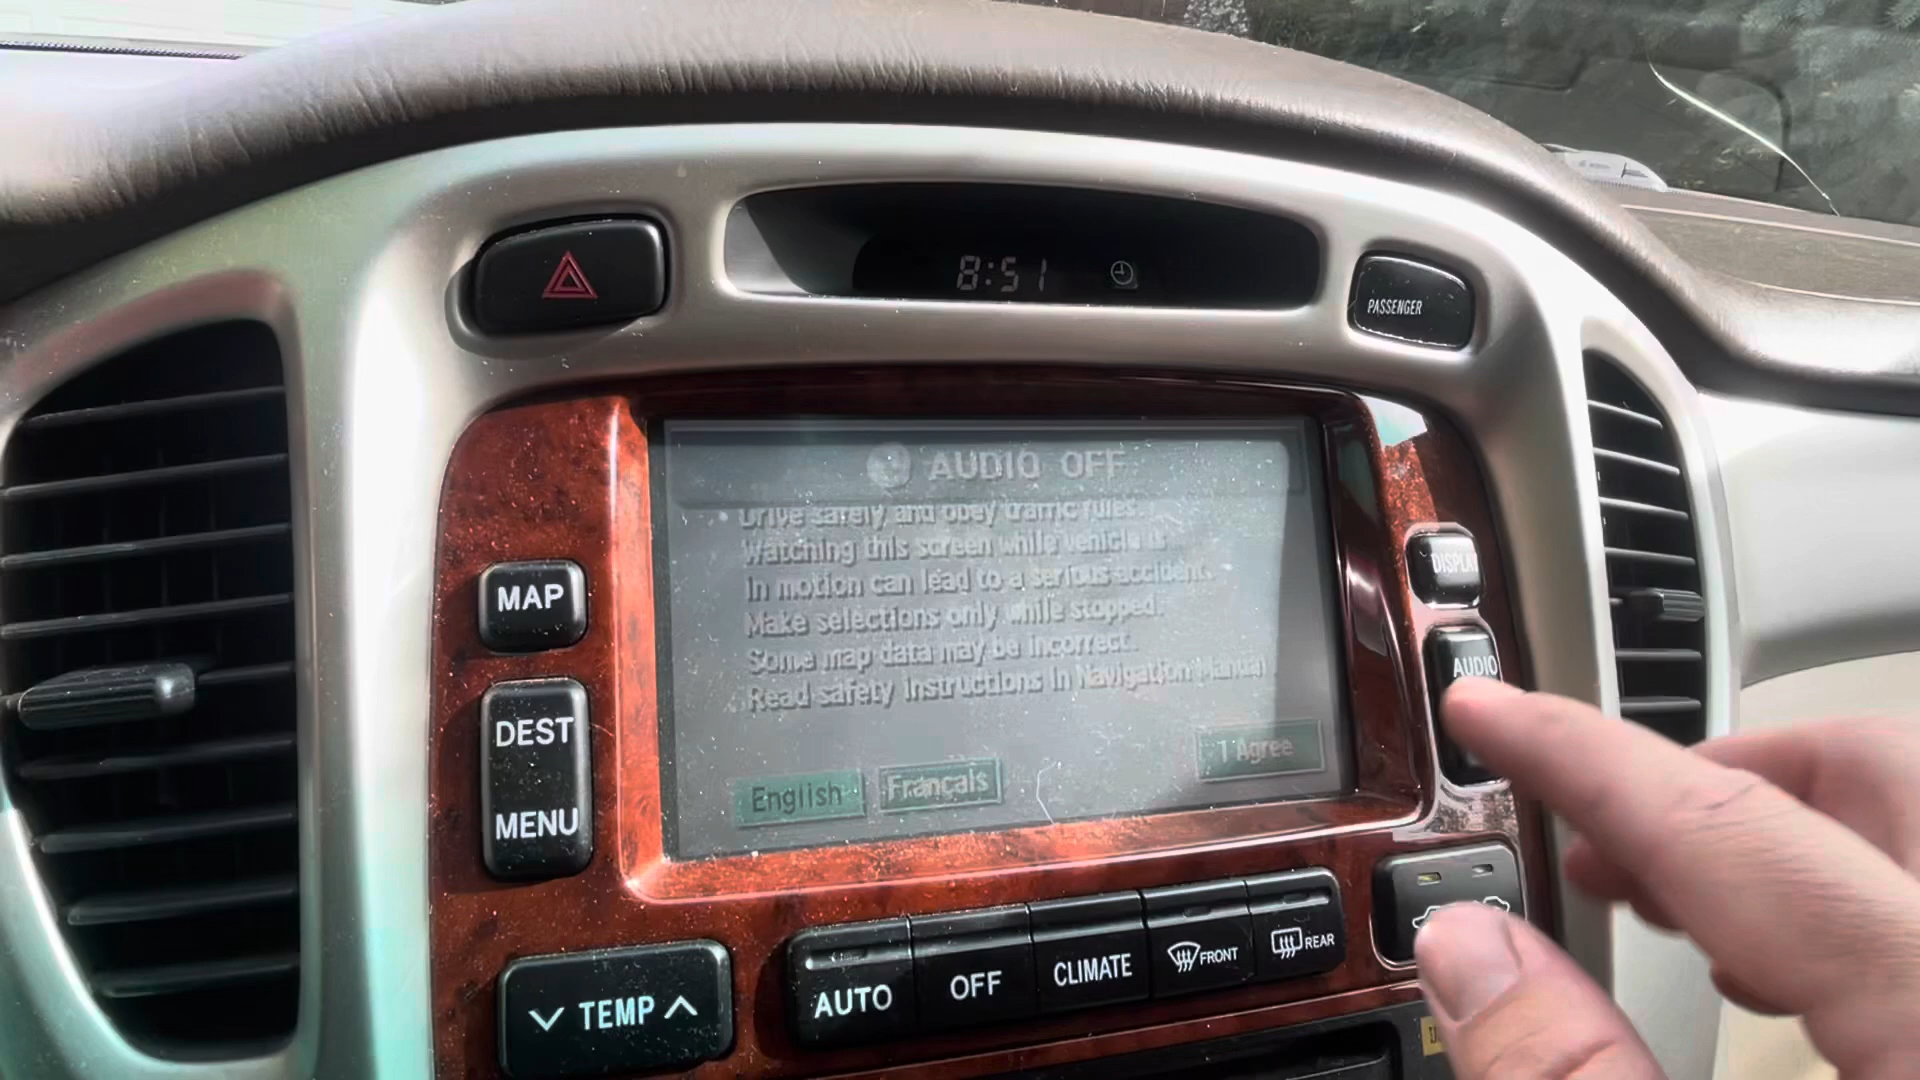 8:51
PASSENGER
AUDIO OFF
Drive safely and obey traffic rules.
Watching this screen while vehicle is
in motion can lead to a serious accident.
Make selections only while stopped.
Some map data may be incorrect.
Read safety instructions in Navigation Manual
I Agree
English
Français
MAP
DEST
MENU
DISPLA
AUDIO
TEMP
AUTO
OFF
CLIMATE
FRONT
REAR